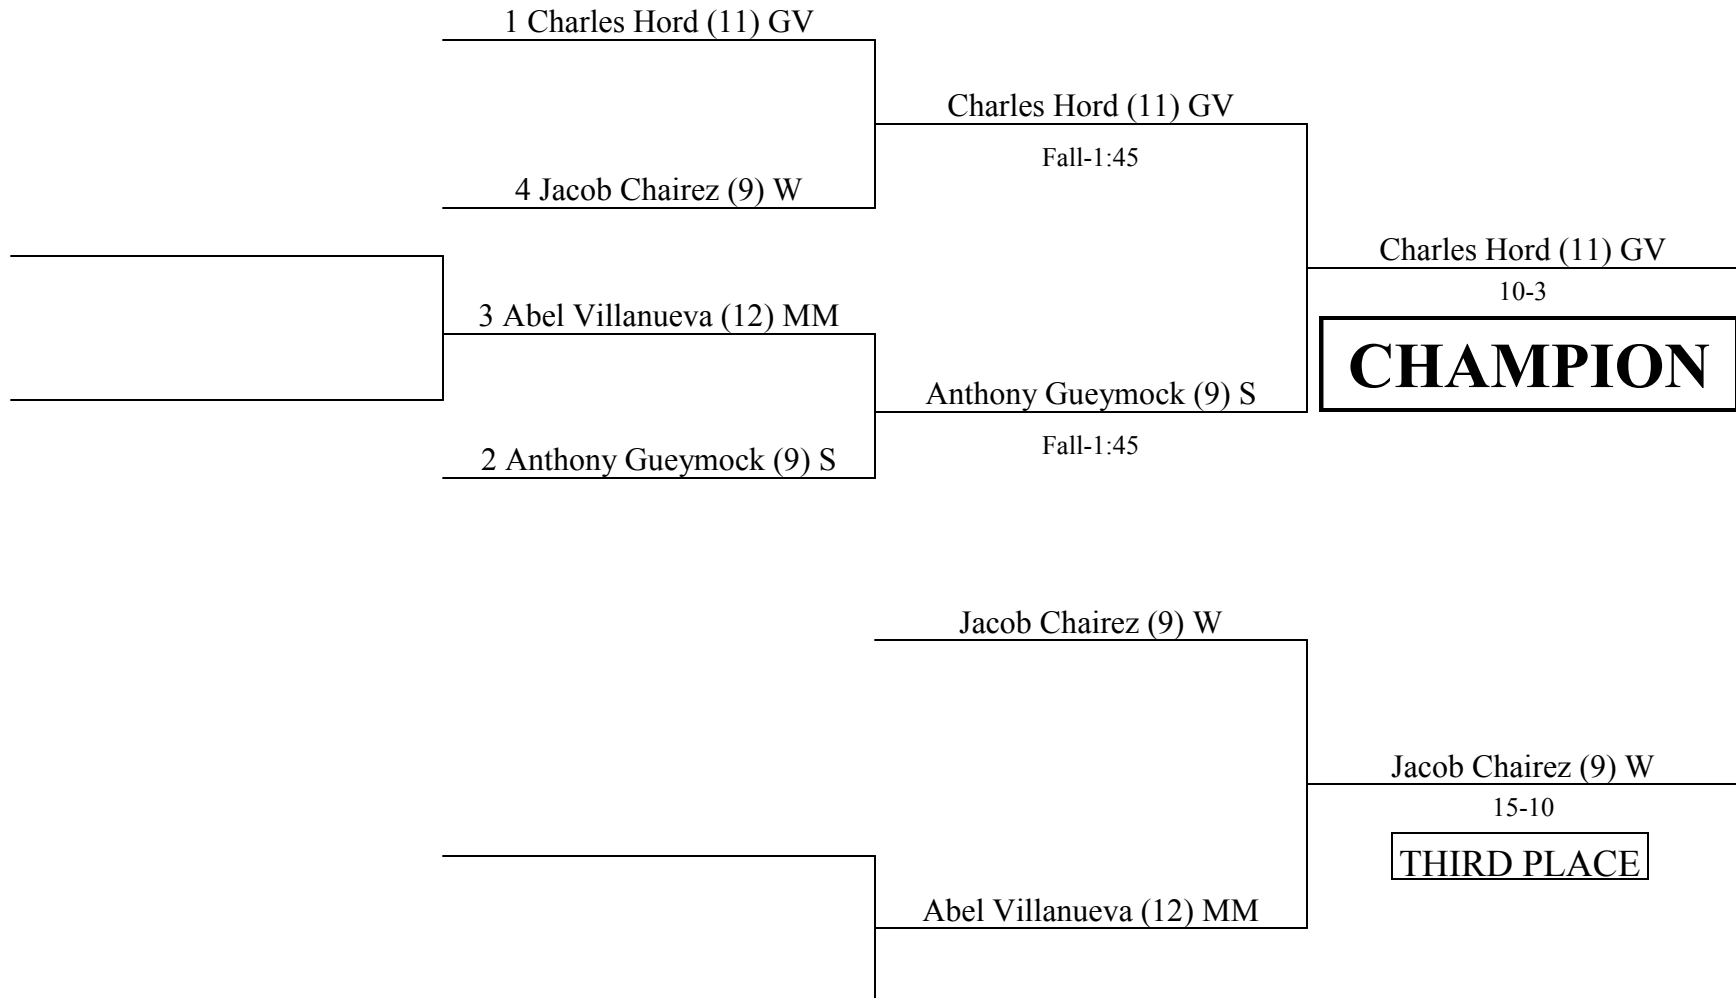 1 Charles Hord (11) GV
Charles Hord (11) GV
Fall-1:45
4 Jacob Chairez (9) W
Charles Hord (11) GV
10-3
3 Abel Villanueva (12) MM
CHAMPION
Anthony Gueymock (9) S
Fall-1:45
2 Anthony Gueymock (9) S
Jacob Chairez (9) W
Jacob Chairez (9) W
15-10
THIRD PLACE
Abel Villanueva (12) MM